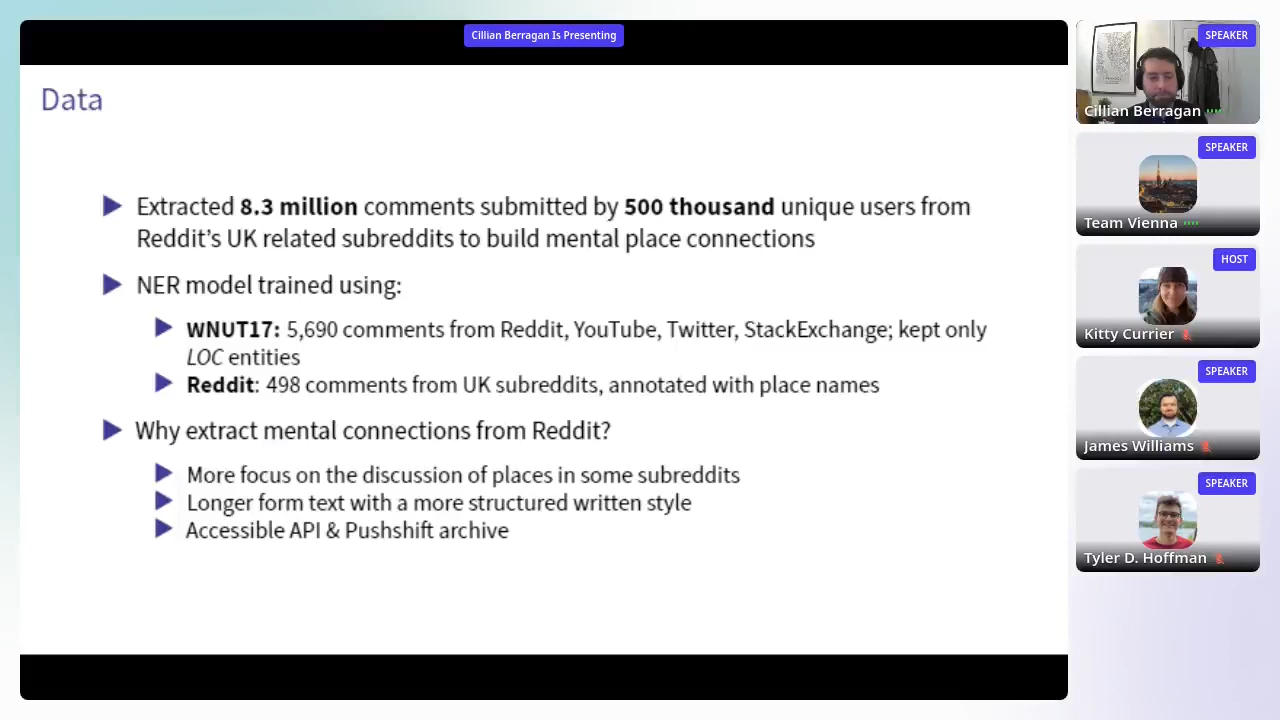 Cillian Berragan Is Presenting
Data
Extracted 8.3 million comments submitted by 500 thousand unique users from
Reddit's UK related subreddits to build mental place connections
NER model trained using:
WNUT17: 5,690 comments from Reddit, YouTube, Twitter, StackExchange; kept only
LOC entities
Reddit: 498 comments from UK subreddits, annotated with place names
Why extract mental connections from Reddit?
More focus on the discussion of places in some subreddits
Longer form text with a more structured written style
Accessible API & Pushshift archive
SPEAKER
Cillian Berragan
SPEAKER
Team Vienna
HOST
Kitty Currier
SPEAKER
James Williams
SPEAKER
Tyler D. Hoffman